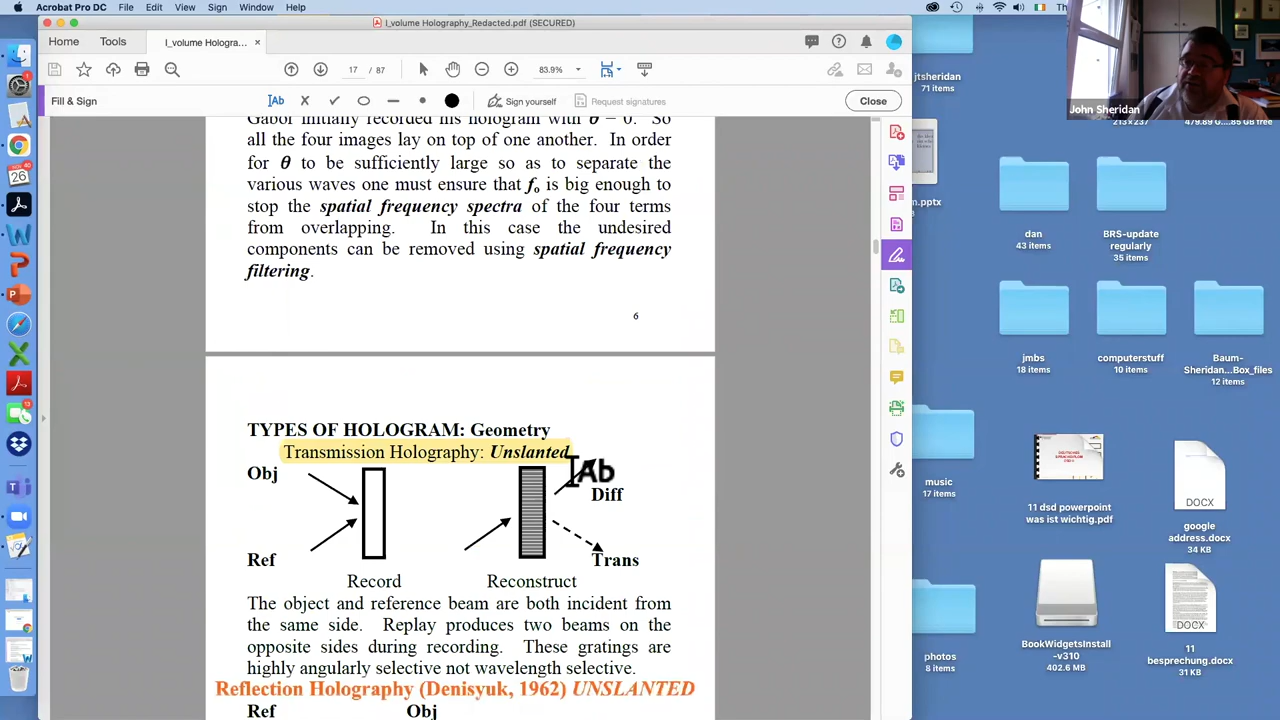 Acrobat Pro DC File Edit View Sign Window Help
I_volume Holography_Redacted.pdf (SECURED)
Home Tools I_volume Hologra...
17 / 87 83.9%
Fill & Sign
Ab Sign yourself Request signatures Close
Gabor initially recorded his hologram with θ = 0. So
all the four images lay on top of one another. In order
for θ to be sufficiently large so as to separate the
various waves one must ensure that fo is big enough to
stop the spatial frequency spectra of the four terms
from overlapping. In this case the undesired
components can be removed using spatial frequency
filtering.
6
TYPES OF HOLOGRAM: Geometry
Transmission Holography: Unslanted
Obj
Ab
Diff
Ref
Trans
Record Reconstruct
The object and reference beam are both incident from
the same side. Replay produces two beams on the
opposite sides during recording. These gratings are
highly angularly selective not wavelength selective.
Reflection Holography (Denisyuk, 1962) UNSLANTED
Ref Obj
John Sheridan
jtsheridan
71 items
213×237
dan
43 items
BRS-update
regularly
35 items
jmbs
18 items
computerstuff
10 items
Baum-
Sheridan...Box_files
12 items
music
17 items
11 dsd powerpoint
was ist wichtig.pdf
DOCX
google
address.docx
34 KB
photos
6 items
BookWidgetsInstall
-v310
402.6 MB
DOCX
11
besprechung.docx
31 KB